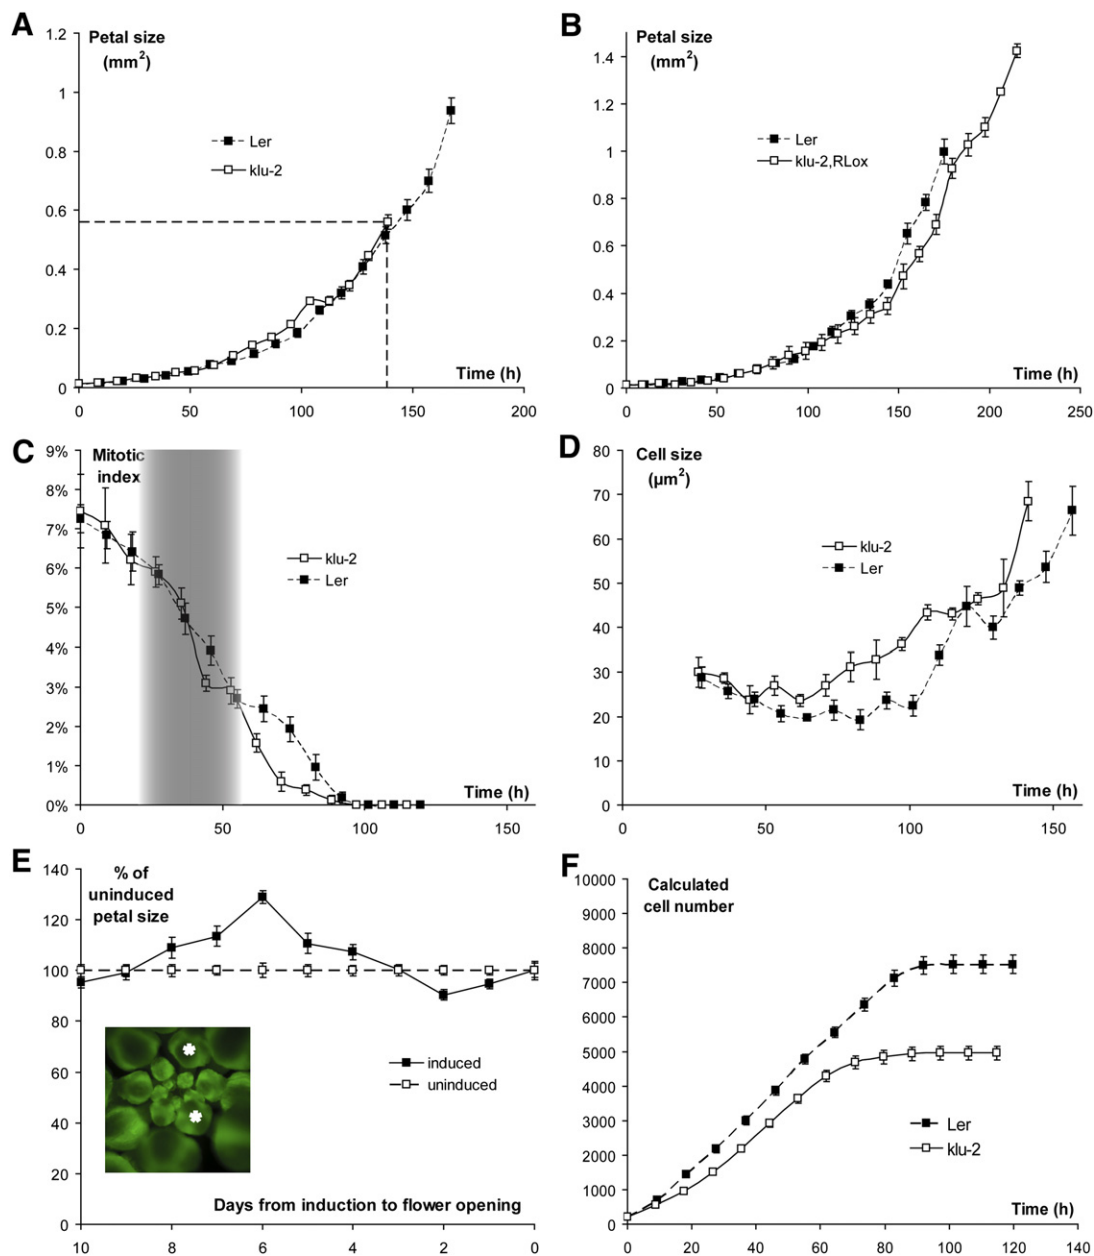 A
Petal size
(mm2)
1.2
1
0.8
0.6
0.4
0.2
0
Ler
klu-2
Time (h)
0
50
100
150
200
B
Petal size
(mm2)
1.4
1.2
1
0.8
0.6
0.4
0.2
0
Ler
klu-2,RLox
Time (h)
0
50
100
150
200
250
C
Mitotic
index
9%
8%
7%
6%
5%
4%
3%
2%
1%
0%
klu-2
Ler
Time (h)
0
50
100
150
D
Cell size
(µm2)
80
70
60
50
40
30
20
10
0
klu-2
Ler
Time (h)
0
50
100
150
E
% of
uninduced
petal size
140
120
100
80
60
40
20
0
induced
uninduced
Days from induction to flower opening
10
8
6
4
2
0
F
Calculated
cell number
10000
9000
8000
7000
6000
5000
4000
3000
2000
1000
0
Ler
klu-2
Time (h)
0
20
40
60
80
100
120
140